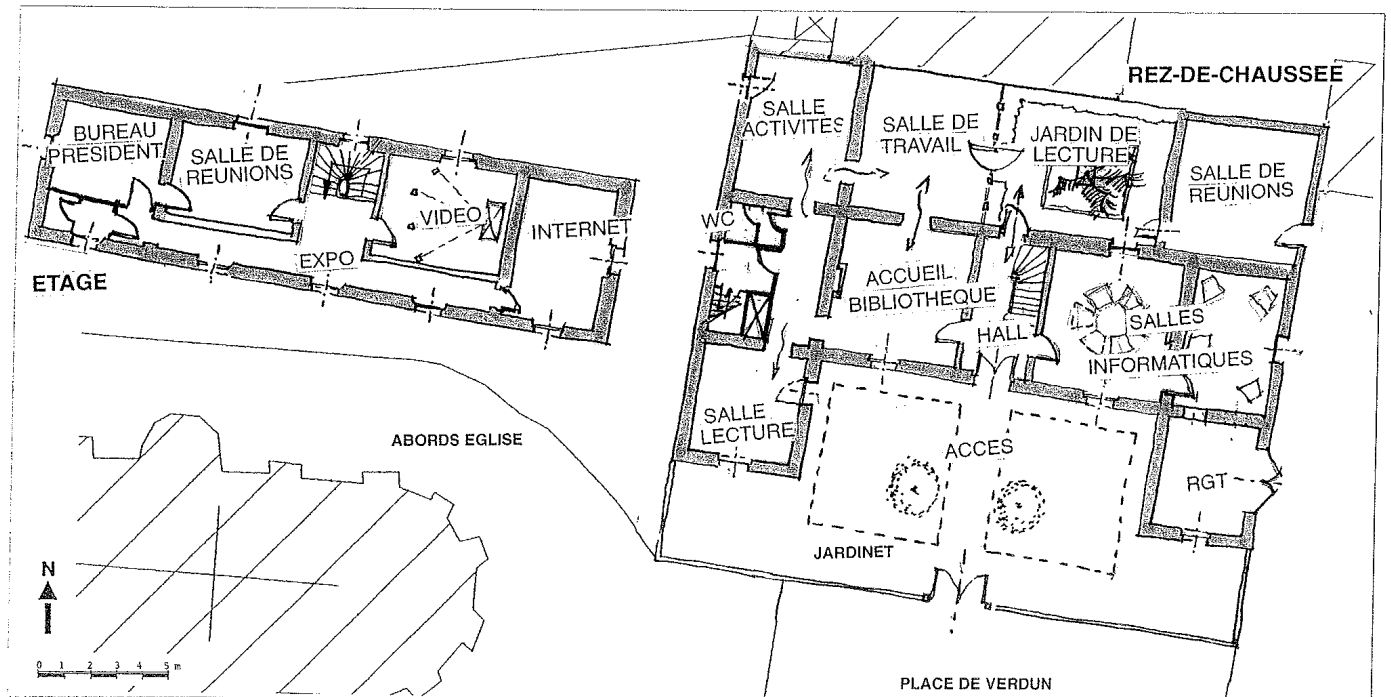 REZ-DE-CHAUSSEE
BUREAU
PRESIDENT
SALLE DE
REUNIONS
VIDEO
INTERNET
EXPO
ETAGE
SALLE
ACTIVITES
SALLE DE
TRAVAIL
JARDIN DE
LECTURE
SALLE DE
REUNIONS
WC
ACCUEIL
BIBLIOTHEQUE
HALL
SALLES
INFORMATIQUES
SALLE
LECTURE
ACCES
RGT
JARDINET
ABORDS EGLISE
N
0 1 2 3 4 5 m
PLACE DE VERDUN